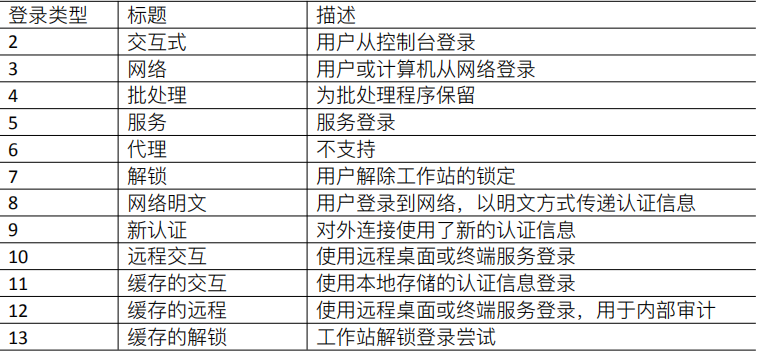 登录类型 标题 描述
2 交互式 用户从控制台登录
3 网络 用户或计算机从网络登录
4 批处理 为批处理程序保留
5 服务 服务登录
6 代理 不支持
7 解锁 用户解除工作站的锁定
8 网络明文 用户登录到网络，以明文方式传递认证信息
9 新认证 对外连接使用了新的认证信息
10 远程交互 使用远程桌面或终端服务登录
11 缓存的交互 使用本地存储的认证信息登录
12 缓存的远程 使用远程桌面或终端服务登录，用于内部审计
13 缓存的解锁 工作站解锁登录尝试